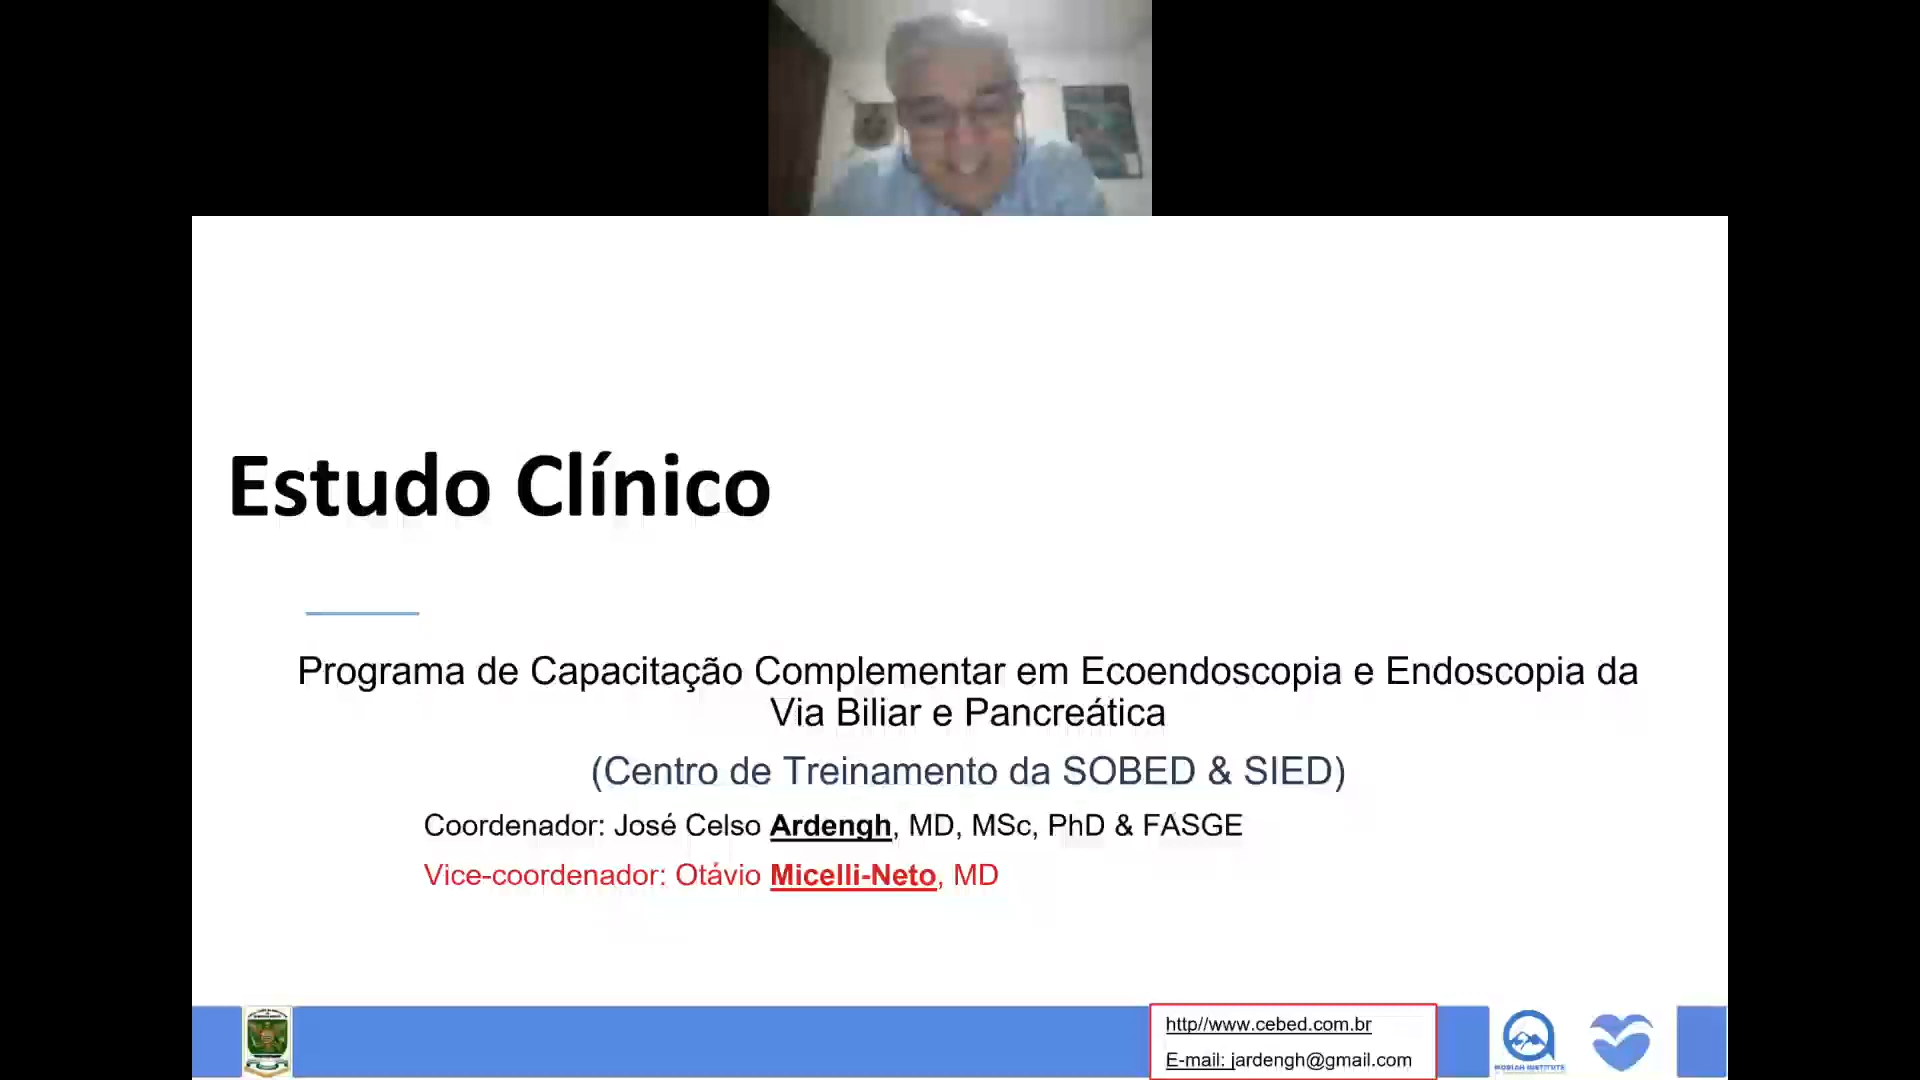 Estudo Clínico
Programa de Capacitação Complementar em Ecoendoscopia e Endoscopia da
Via Biliar e Pancreática
(Centro de Treinamento da SOBED & SIED)
Coordenador: José Celso Ardengh, MD, MSc, PhD & FASGE
Vice-coordenador: Otávio Micelli-Neto, MD
http//www.cebed.com.br
E-mail: jardengh@gmail.com
MORIAH INSTITUTE